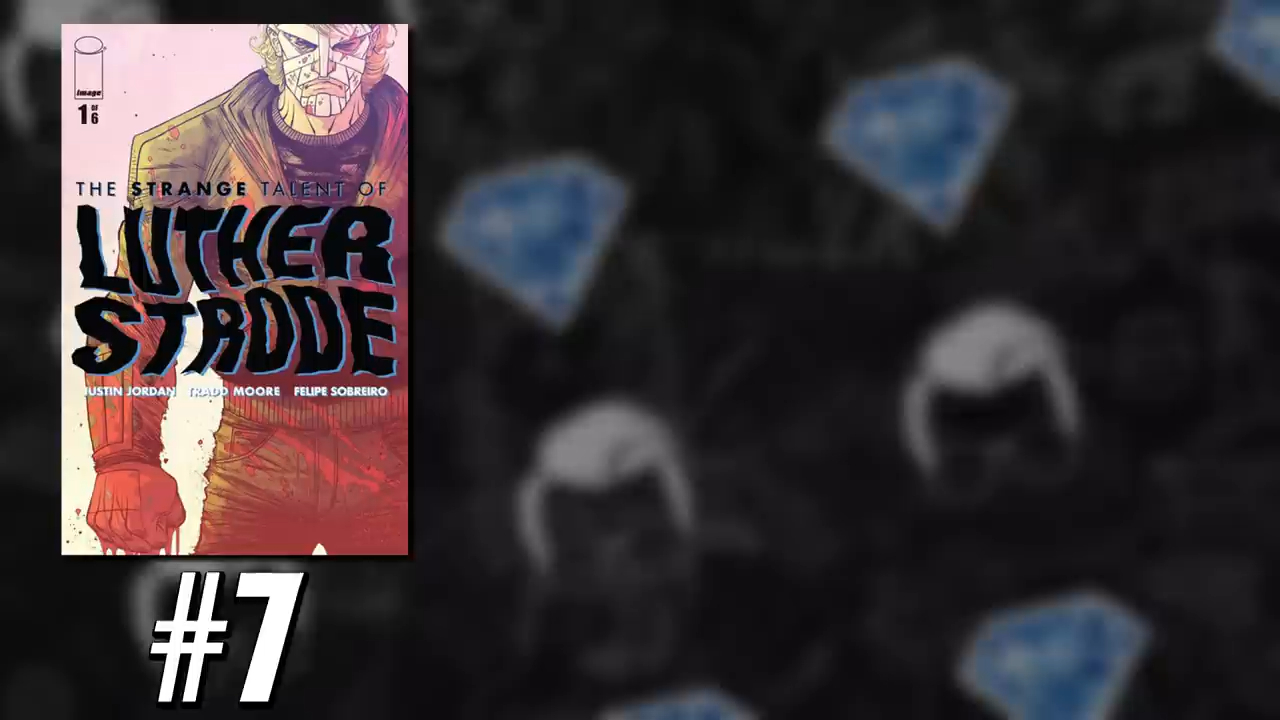 image
1 OF 6
THE STRANGE TALENT OF
LUTHER
STRODE
JUSTIN JORDAN TRADD MOORE FELIPE SOBREIRO
#7